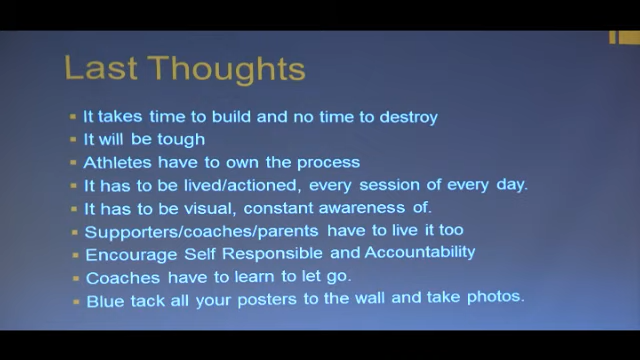 Last Thoughts
It takes time to build and no time to destroy
It will be tough
Athletes have to own the process
It has to be lived/actioned, every session of every day.
It has to be visual, constant awareness of.
Supporters/coaches/parents have to live it too
Encourage Self Responsible and Accountability
Coaches have to learn to let go.
Blue tack all your posters to the wall and take photos.